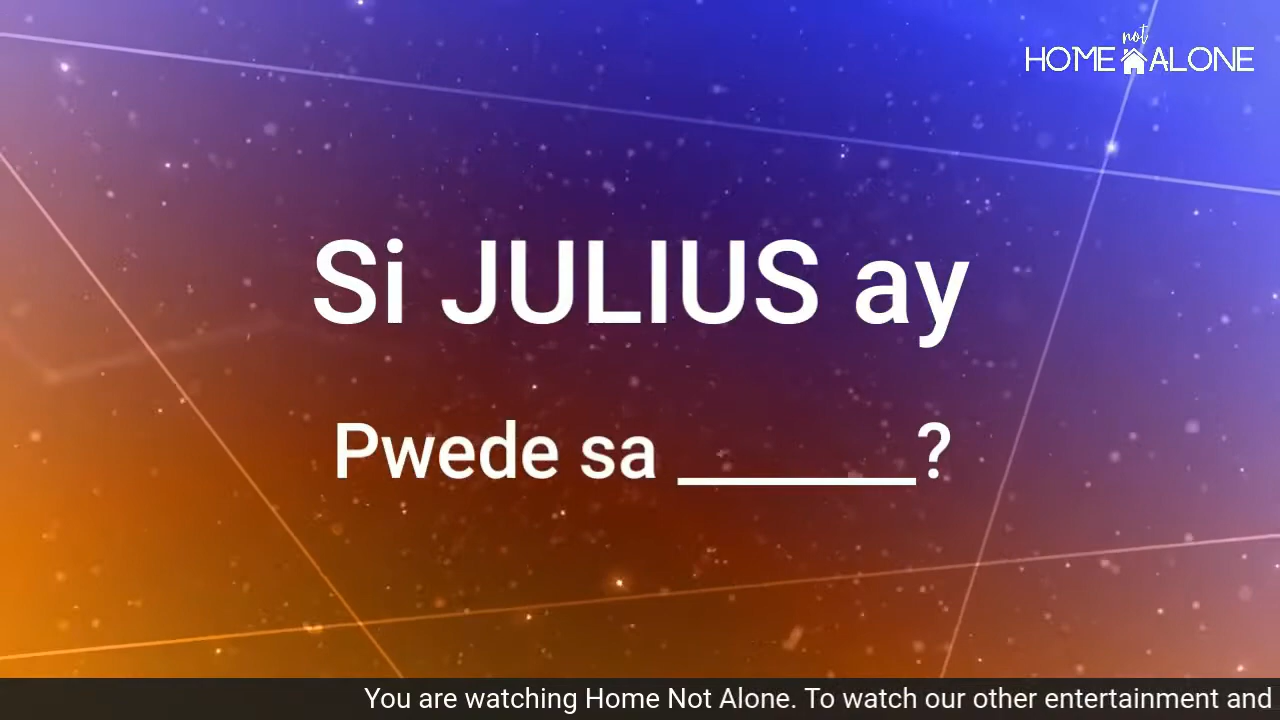 not
HOME ALONE
Si JULIUS ay
Pwede sa _______?
You are watching Home Not Alone. To watch our other entertainment and